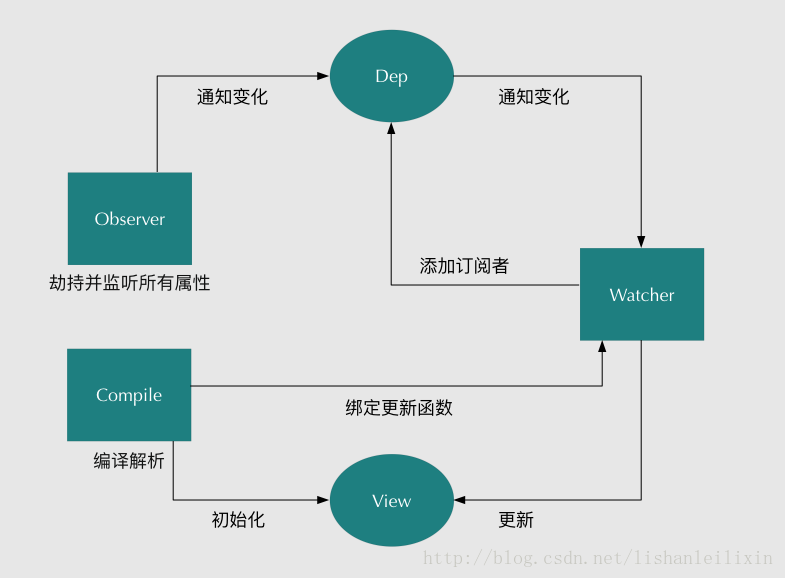 Dep
通知变化
通知变化
Observer
劫持并监听所有属性
添加订阅者
Watcher
Compile
绑定更新函数
编译解析
View
初始化
更新
http://blog.csdn.net/lishanleilixin